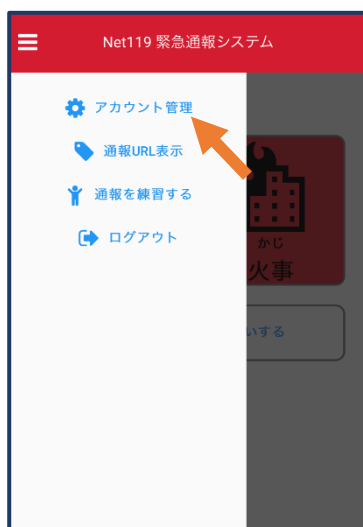 Net119 緊急通報システム
アカウント管理
通報URL表示
通報を練習する
ログアウト
かじ
火事
いする